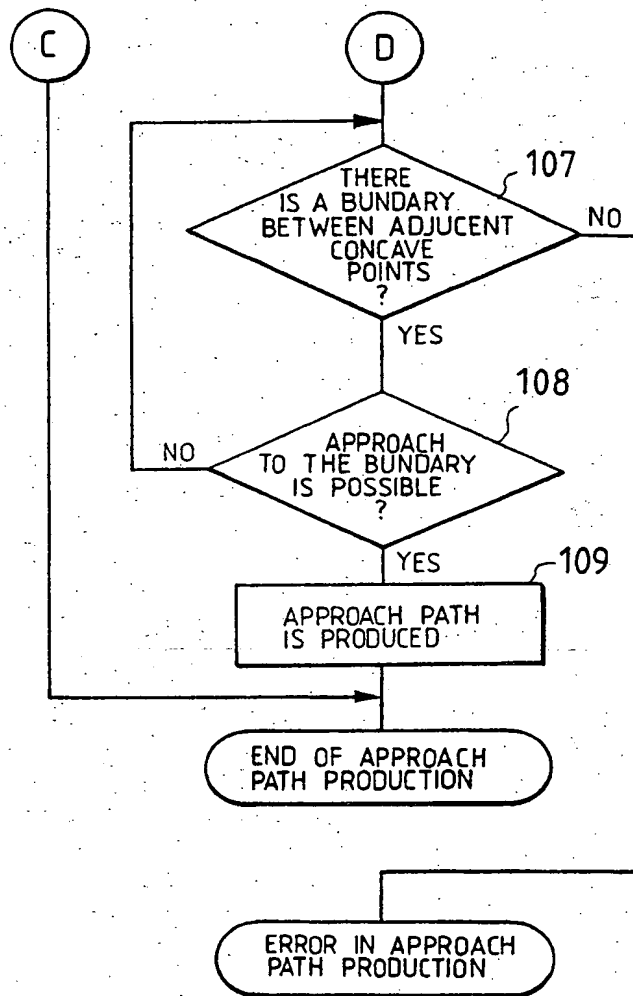 C
D
THERE
IS A BUNDARY
BETWEEN ADJUCENT
CONCAVE
POINTS
?
107
NO
YES
108
APPROACH
TO THE BUNDARY
IS POSSIBLE
?
NO
YES
109
APPROACH PATH
IS PRODUCED
END OF APPROACH
PATH PRODUCTION
ERROR IN APPROACH
PATH PRODUCTION